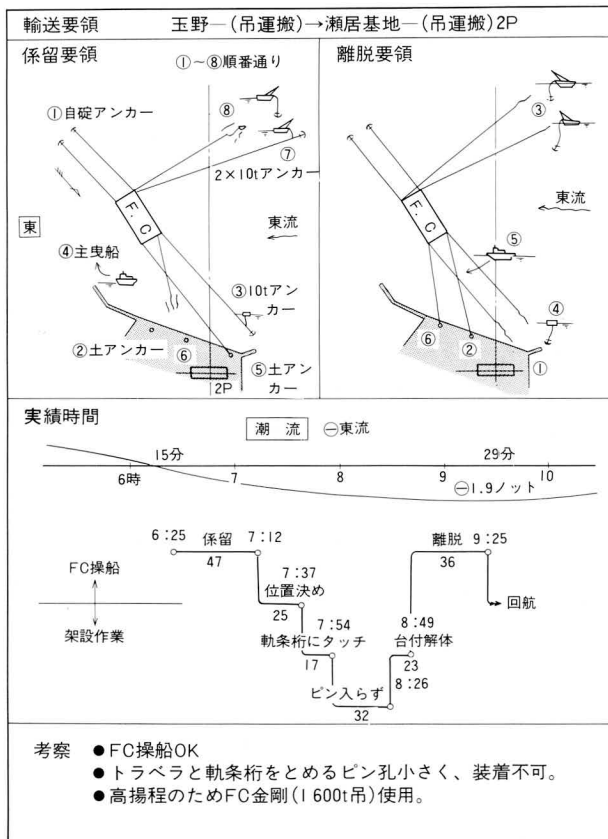 輸送要領 玉野―(吊運搬)→瀬居基地―(吊運搬)2P
係留要領
①～⑧順番通り
①自碇アンカー
⑧
⑦
2×10tアンカー
F.C
東
東流
④主曳船
③10tアン
カー
②土アンカー
⑥
⑤土アン
カー
2P
離脱要領
③
F.C
東流
⑤
④
⑥
②
①
実績時間
潮流 ㊀東流
15分 29分
6時 7 8 9 10
㊀1.9ノット
6:25 係留 7:12
47
7:37
位置決め
25
7:54
軌条桁にタッチ
17
ピン入らず
32
離脱 9:25
36
回航
8:49
台付解体
23
8:26
FC操船
架設作業
考察 ●FC操船OK
●トラベラと軌条桁をとめるピン孔小さく、装着不可。
●高揚程のためFC金剛(1600t吊)使用。